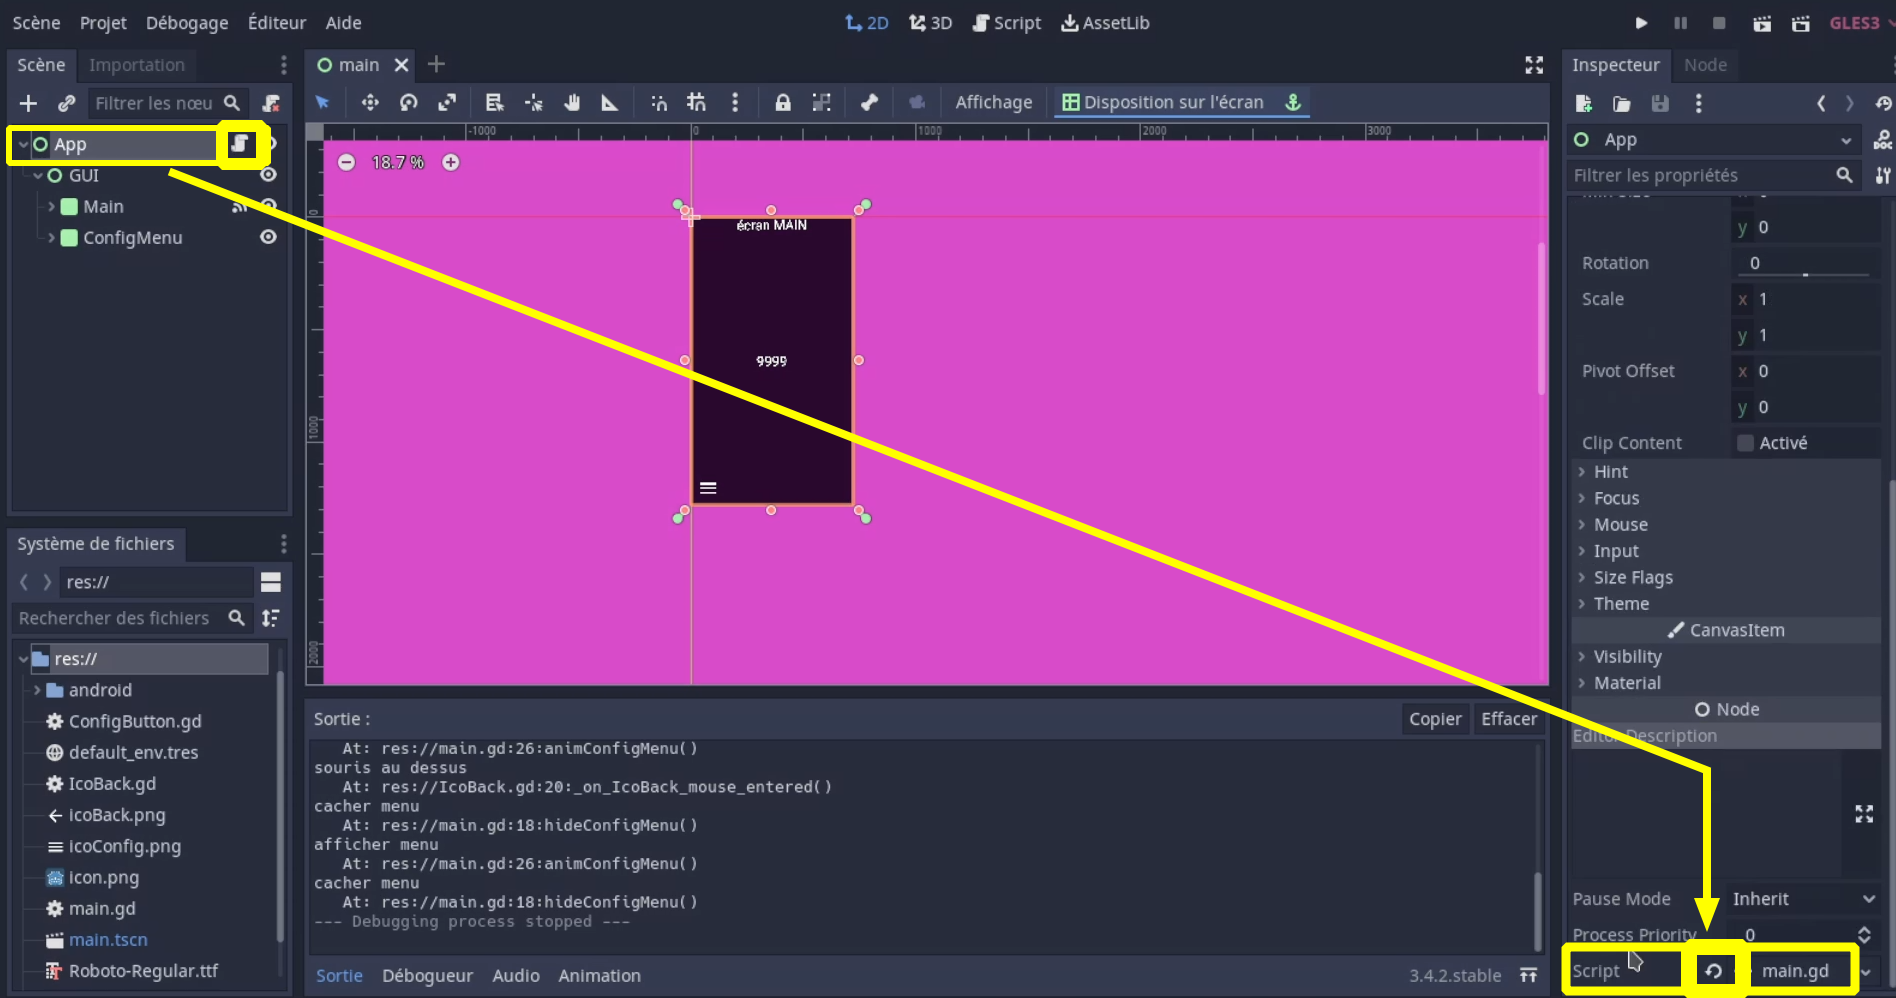 Scène Projet Débogage Éditeur Aide
2D 3D Script AssetLib
GLES3
Scène Importation
Filtrer les nœu
App
GUI
Main
ConfigMenu
Système de fichiers
res://
Rechercher des fichiers
res://
android
ConfigButton.gd
default_env.tres
IcoBack.gd
icoBack.png
icoConfig.png
icon.png
main.gd
main.tscn
Roboto-Regular.ttf
main
Affichage Disposition sur l'écran
-1000 0 1000 2000 3000
0
1000
2000
18.7 %
écran MAIN
9999
Sortie :
Copier Effacer
At: res://main.gd:26:animConfigMenu()
souris au dessus
At: res://IcoBack.gd:20:_on_IcoBack_mouse_entered()
cacher menu
At: res://main.gd:18:hideConfigMenu()
afficher menu
At: res://main.gd:26:animConfigMenu()
cacher menu
At: res://main.gd:18:hideConfigMenu()
--- Debugging process stopped ---
Sortie Débogueur Audio Animation
3.4.2.stable
Inspecteur Node
App
DOC
Filtrer les propriétés
y 0
Rotation 0
Scale x 1
y 1
Pivot Offset x 0
y 0
Clip Content Activé
Hint
Focus
Mouse
Input
Size Flags
Theme
CanvasItem
Visibility
Material
Node
Editor Description
Pause Mode Inherit
Process Priority 0
Script main.gd